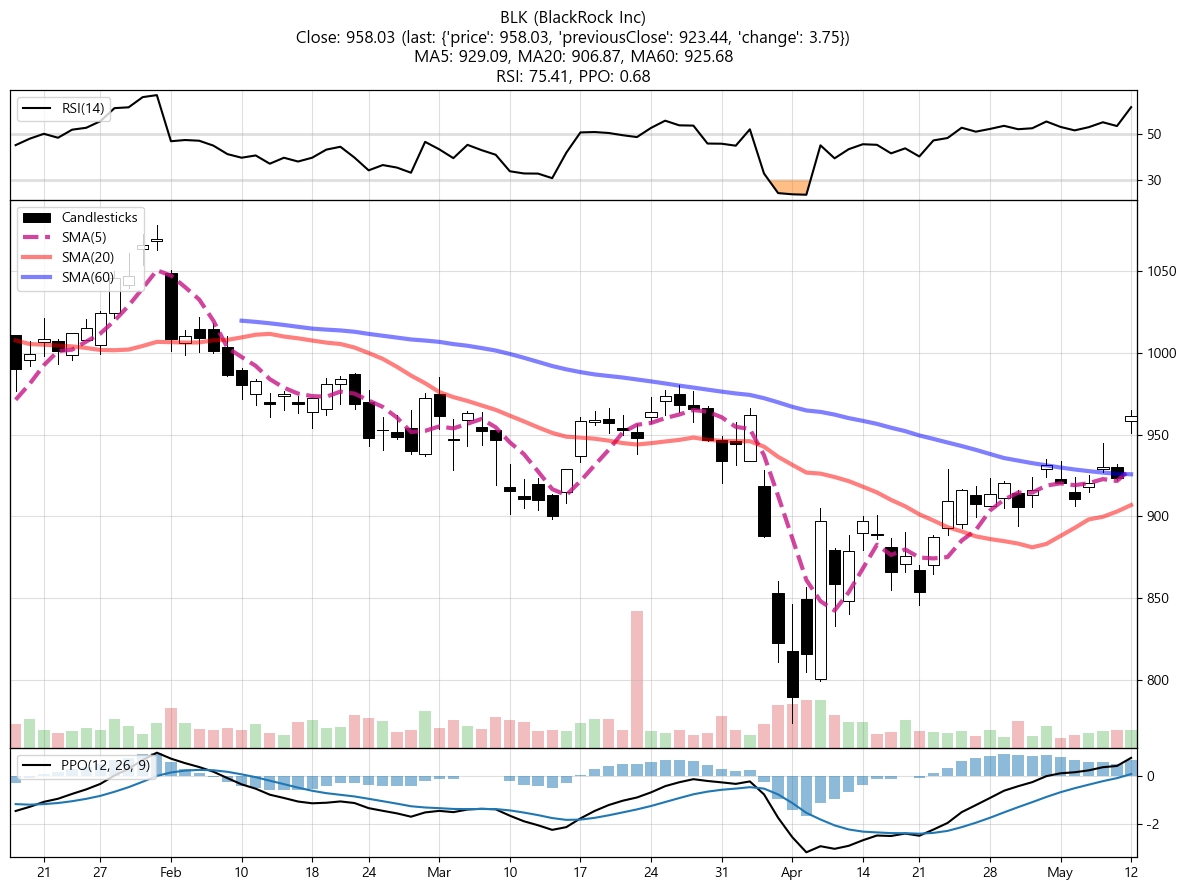 BLK (BlackRock Inc)
Close: 958.03 (last: {'price': 958.03, 'previousClose': 923.44, 'change': 3.75})
MA5: 929.09, MA20: 906.87, MA60: 925.68
RSI: 75.41, PPO: 0.68
RSI(14)
50
30
Candlesticks
SMA(5)
SMA(20)
SMA(60)
1050
1000
950
900
850
800
PPO(12, 26, 9)
0
-2
21 27 Feb 10 18 24 Mar 10 17 24 31 Apr 14 21 28 May 12